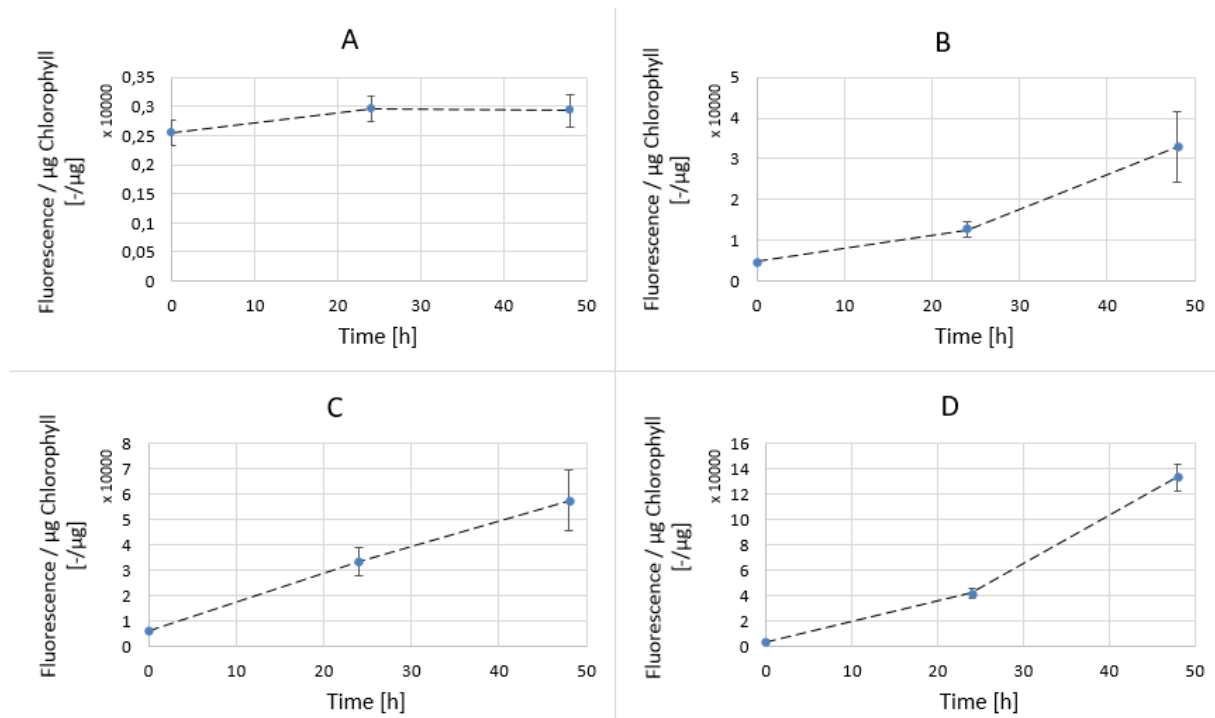 A
Fluorescence / µg Chlorophyll
[-/µg]
x 10000
0,35
0,3
0,25
0,2
0,15
0,1
0,05
0
0 10 20 30 40 50
Time [h]
B
Fluorescence / µg Chlorophyll
[-/µg]
x 10000
5
4
3
2
1
0
0 10 20 30 40 50
Time [h]
C
Fluorescence / µg Chlorophyll
[-/µg]
x 10000
8
7
6
5
4
3
2
1
0
0 10 20 30 40 50
Time [h]
D
Fluorescence / µg Chlorophyll
[-/µg]
x 10000
16
14
12
10
8
6
4
2
0
0 10 20 30 40 50
Time [h]